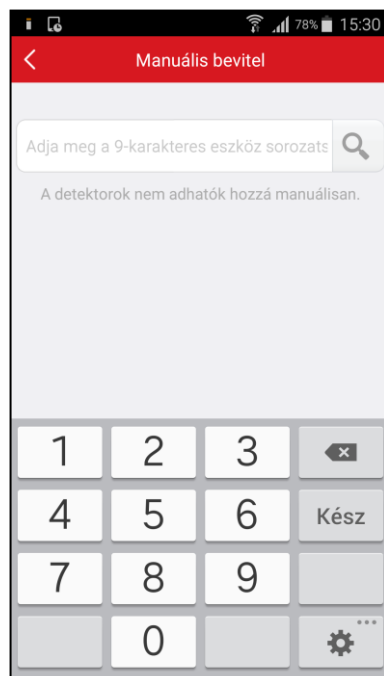 78% 15:30
Manuális bevitel
Adja meg a 9-karakteres eszköz sorozats
A detektorok nem adhatók hozzá manuálisan.
1 2 3
4 5 6 Kész
7 8 9
0